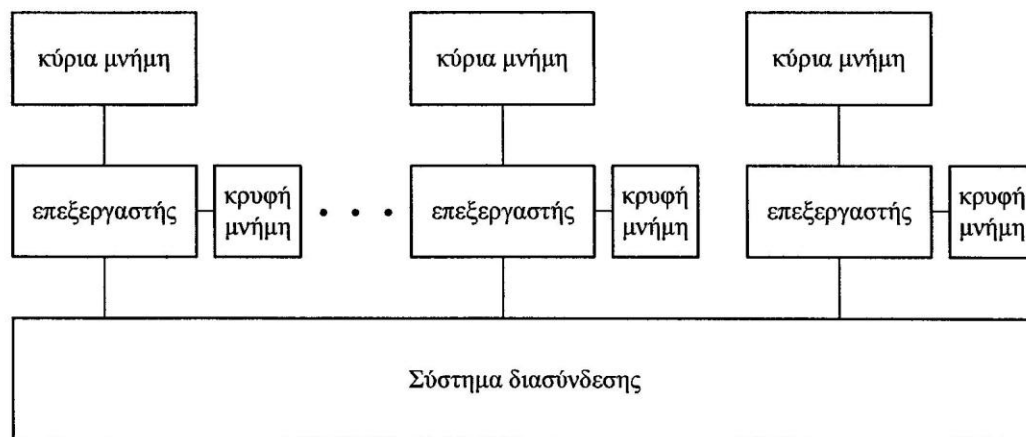 κύρια μνήμη
κύρια μνήμη
κύρια μνήμη
επεξεργαστής
κρυφή
μνήμη
• • •
επεξεργαστής
κρυφή
μνήμη
επεξεργαστής
κρυφή
μνήμη
Σύστημα διασύνδεσης